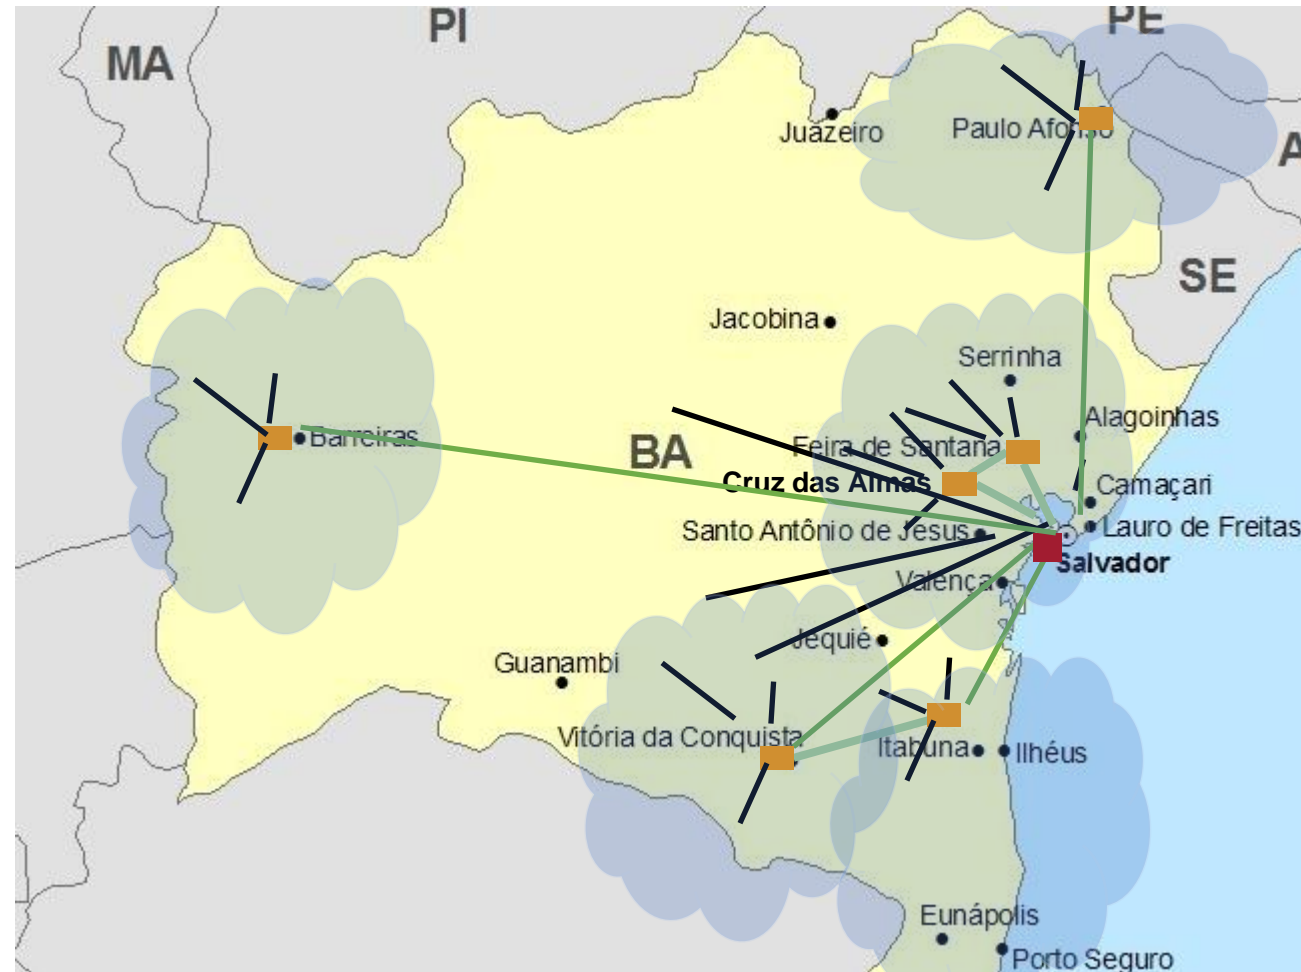 PI
PE
MA
Juazeiro
Paulo Afonso
A
SE
Jacobina
Serrinha
Alagoinhas
Barreiras
BA
Feira de Santana
Cruz das Almas
Camaçari
Santo Antônio de Jesus
Lauro de Freitas
Salvador
Valença
Jequié
Guanambi
Vitória da Conquista
Itabuna
Ilhéus
Eunápolis
Porto Seguro